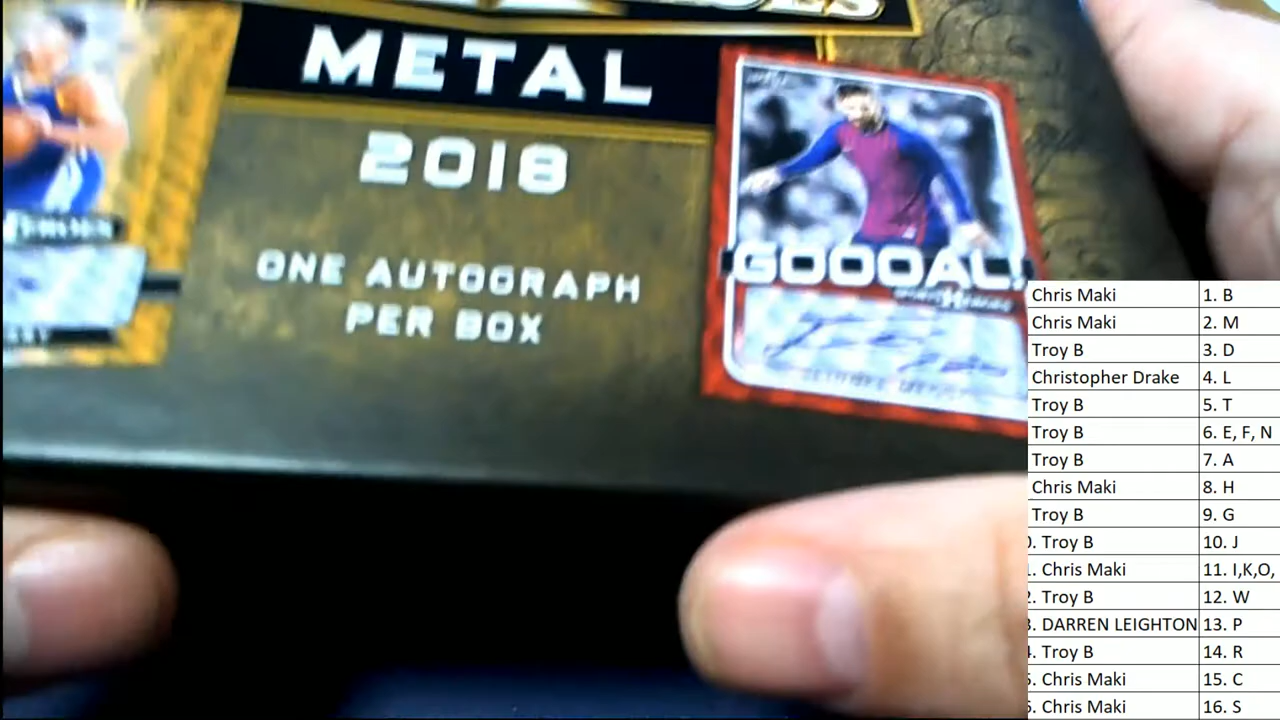 METAL
2018
ONE AUTOGRAPH
PER BOX
GOOOAL!
Chris Maki 1. B
Chris Maki 2. M
Troy B 3. D
Christopher Drake 4. L
Troy B 5. T
Troy B 6. E, F, N
Troy B 7. A
Chris Maki 8. H
Troy B 9. G
. Troy B 10. J
. Chris Maki 11. I,K,O,
. Troy B 12. W
. DARREN LEIGHTON 13. P
. Troy B 14. R
. Chris Maki 15. C
. Chris Maki 16. S